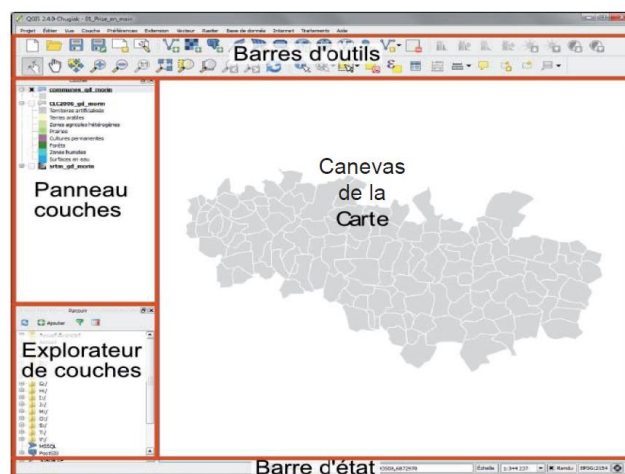 QGIS 2.4.0-Chugiak - 01_Prise_en_main
Projet Éditer Vue Couche Préférences Extension Vecteur Raster Base de donnée Internet Traitements Aide
Barres d'outils
communes_gd_morin
CLC2006_gd_morin
Territoires artificialisés
Terres arables
Zones agricoles hétérogènes
Prairies
Cultures permanentes
Forêts
Zones humides
Surfaces en eau
srtm_gd_morin
Panneau
couches
Canevas
de la
Carte
Parcourir
Ajouter
Explorateur
de couches
G:/
H:/
I:/
MSSQL
PostGIS
Barre d'état
Échelle 1:344 237 Rendu EPSG:2154